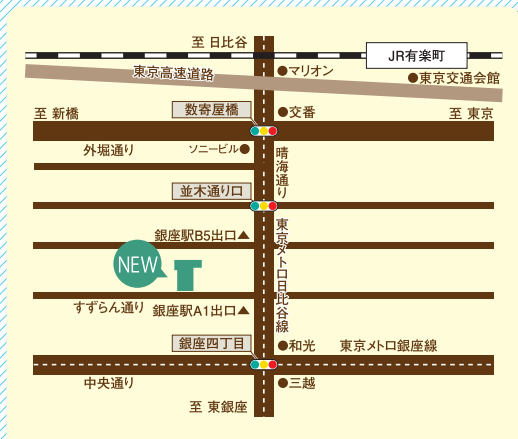 至 日比谷
JR有楽町
東京高速道路
マリオン
東京交通会館
至 新橋
数寄屋橋
交番
至 東京
外堀通り
ソニービル
晴海通り
並木通り口
東京メトロ日比谷線
銀座駅B5出口
NEW
すずらん通り
銀座駅A1出口
銀座四丁目
和光
東京メトロ銀座線
中央通り
三越
至 東銀座